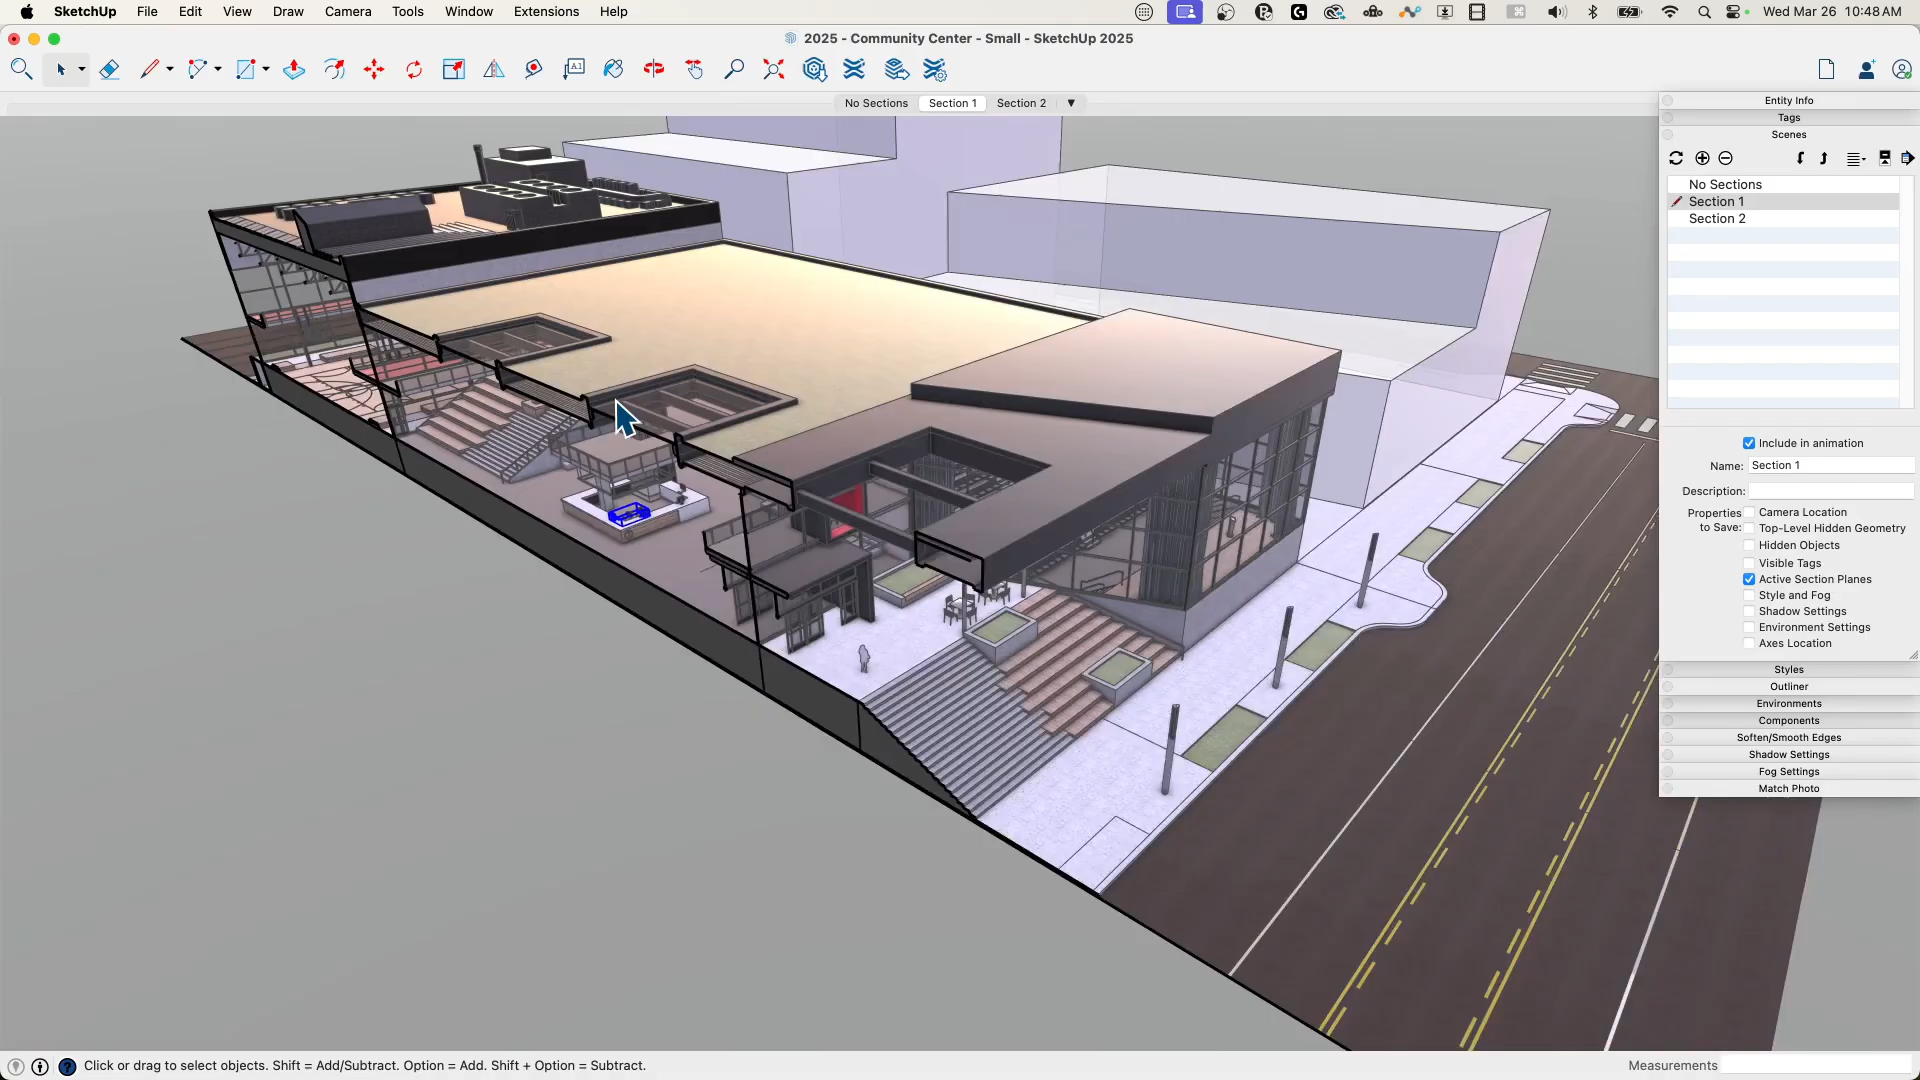 SketchUp File Edit View Draw Camera Tools Window Extensions Help Wed Mar 26 10:48 AM
2025 - Community Center - Small - SketchUp 2025
A1
No Sections Section 1 Section 2 ▼
Entity Info
Tags
Scenes
No Sections
Section 1
Section 2
Include in animation
Name: Section 1
Description:
Properties to Save:
Camera Location
Top-Level Hidden Geometry
Hidden Objects
Visible Tags
Active Section Planes
Style and Fog
Shadow Settings
Environment Settings
Axes Location
Styles
Outliner
Environments
Components
Soften/Smooth Edges
Shadow Settings
Fog Settings
Match Photo
Click or drag to select objects. Shift = Add/Subtract. Option = Add. Shift + Option = Subtract.
Measurements